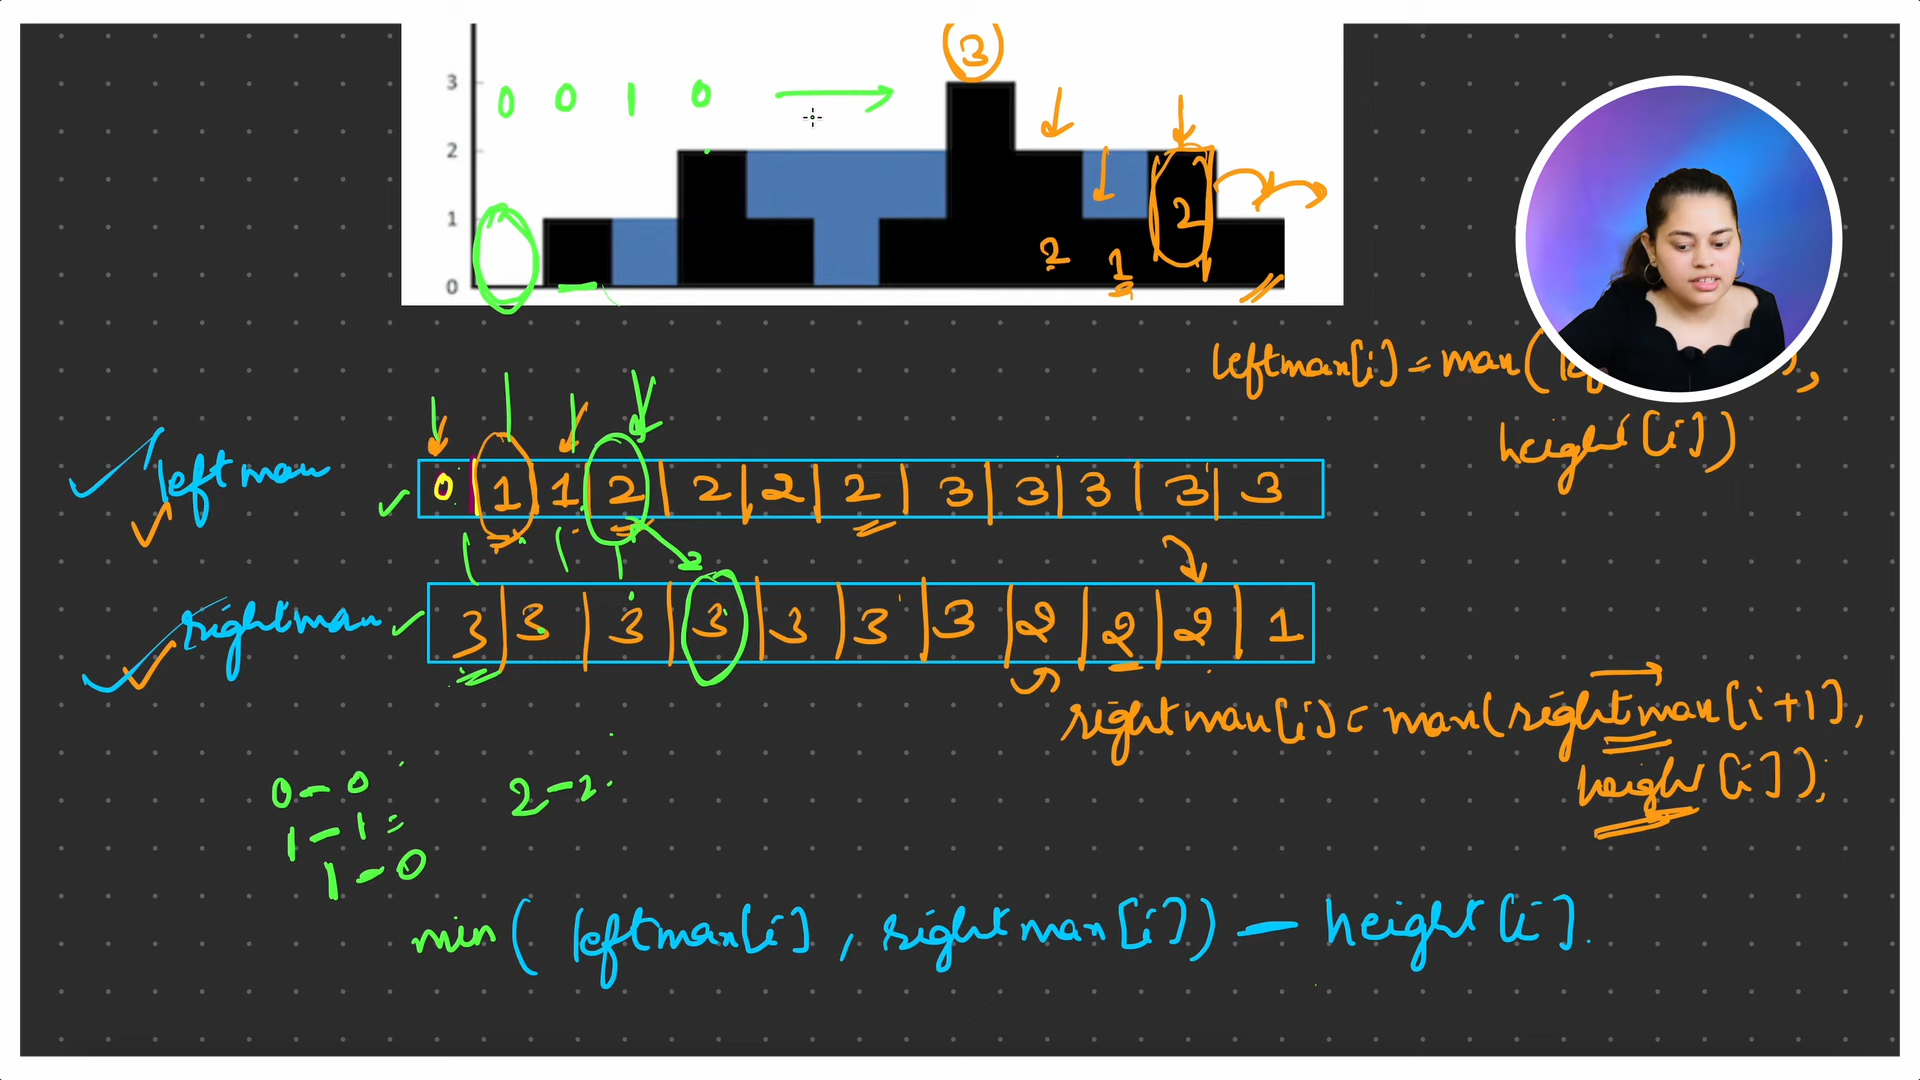 3
3
0 0 1 0
2
2
1
2 1
0
leftmax[i] = max(
,
height[i])
leftmax
0 1 1 2 2 2 2 3 3 3 3 3
2
rightmax
3 3 3 3 3 3 3 2 2 2 1
rightmax[i] = max(rightmax[i+1],
height[i]);
0 - 0
2 - 2.
1 - 1 =
1 - 0
min( leftmax[i] , rightmax[i]) - height[i].